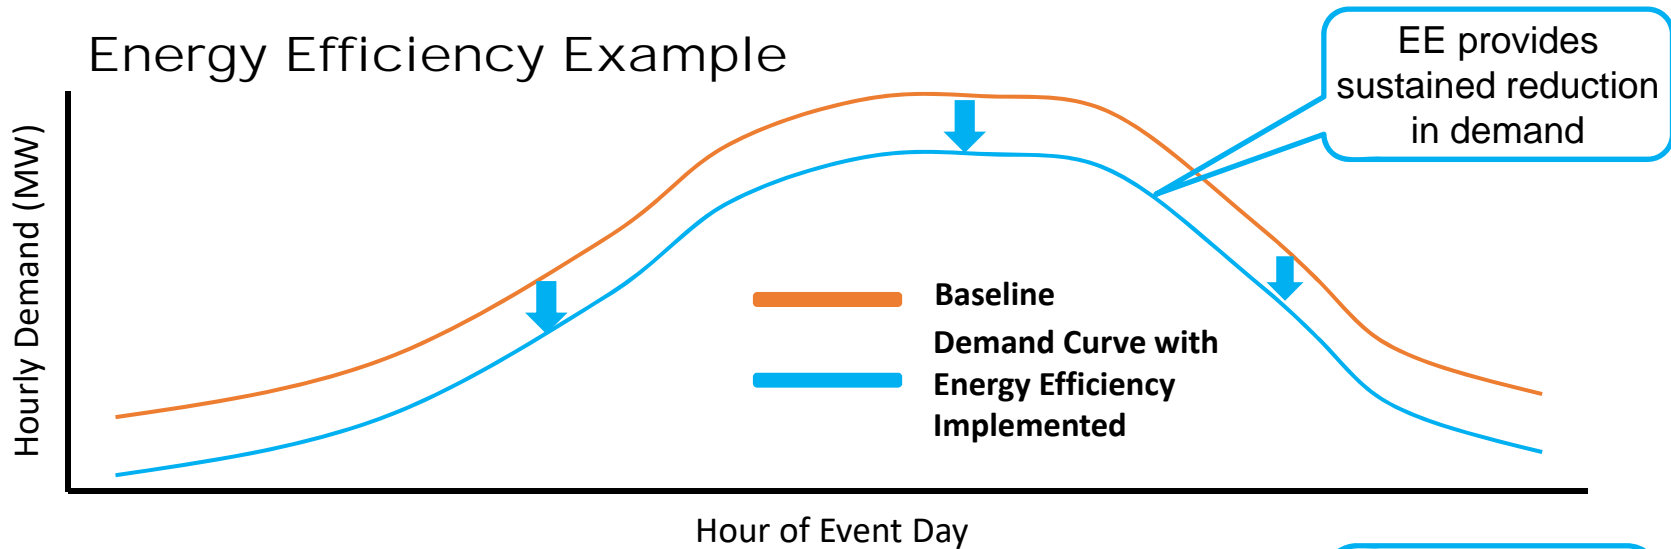 Energy Efficiency Example
EE provides
sustained reduction
in demand
Hourly Demand (MW)
Baseline
Demand Curve with
Energy Efficiency
Implemented
Hour of Event Day